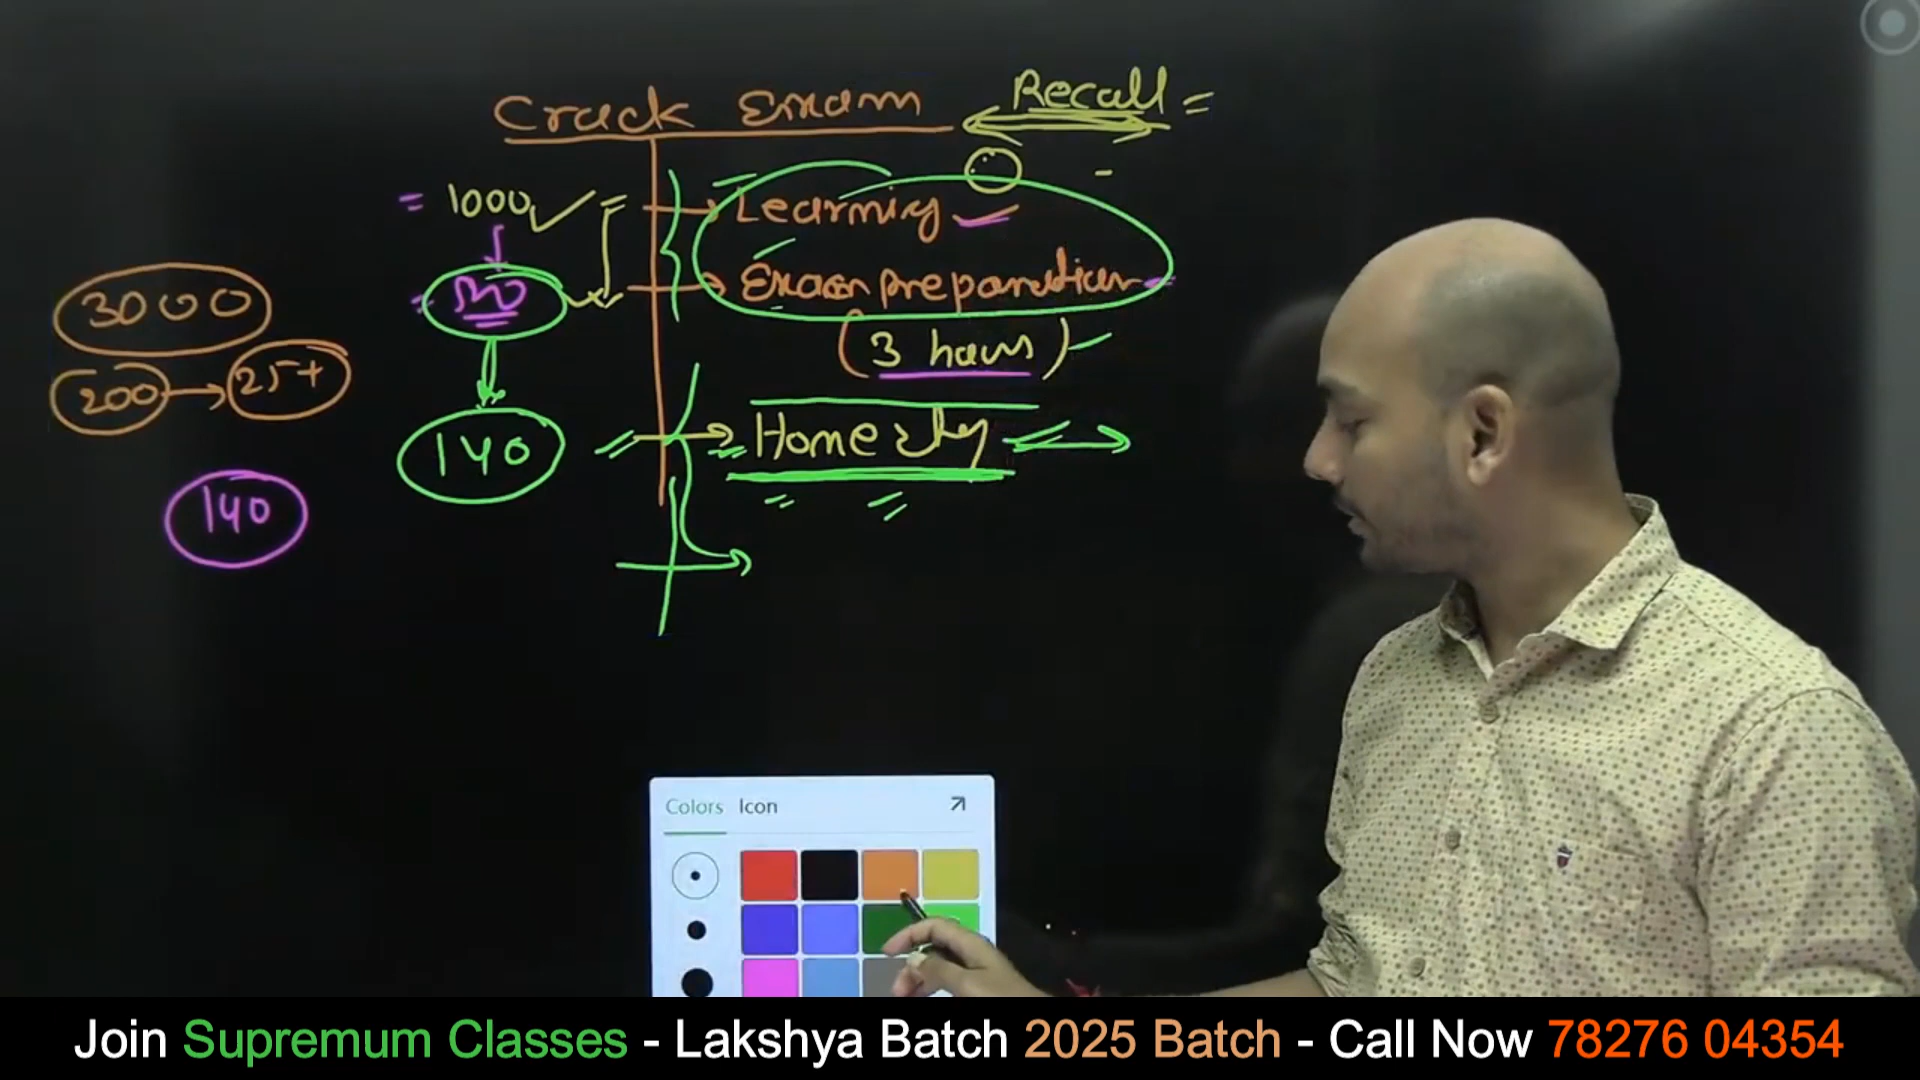 Crack Exam
Recall =
= 1000
Learning
Exam preparation
3000
(3 hours)
200 → 25+
140
Home
140
Colors Icon
Join Supremum Classes - Lakshya Batch 2025 Batch - Call Now 78276 04354